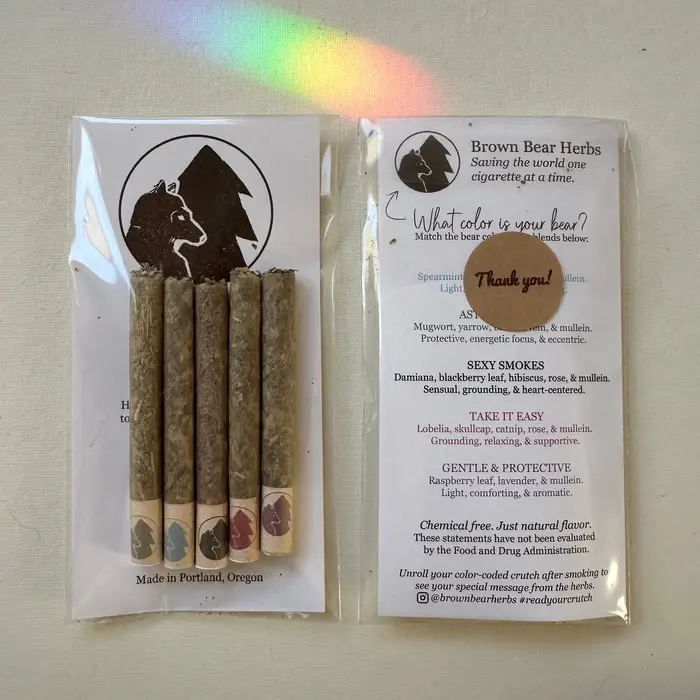 H
to
Made in Portland, Oregon
Brown Bear Herbs
Saving the world one
cigarette at a time.
What color is your bear?
Match the bear blends below:
Thank you!
Spearmint
Light,
Mugwort, yarrow, & mullein.
Protective, energetic focus, & eccentric.
SEXY SMOKES
Damiana, blackberry leaf, hibiscus, rose, & mullein.
Sensual, grounding, & heart-centered.
TAKE IT EASY
Lobelia, skullcap, catnip, rose, & mullein.
Grounding, relaxing, & supportive.
GENTLE & PROTECTIVE
Raspberry leaf, lavender, & mullein.
Light, comforting, & aromatic.
Chemical free. Just natural flavor.
These statements have not been evaluated
by the Food and Drug Administration.
Unroll your color-coded crutch after smoking to
see your special message from the herbs.
@brownbearherbs #readyourcrutch